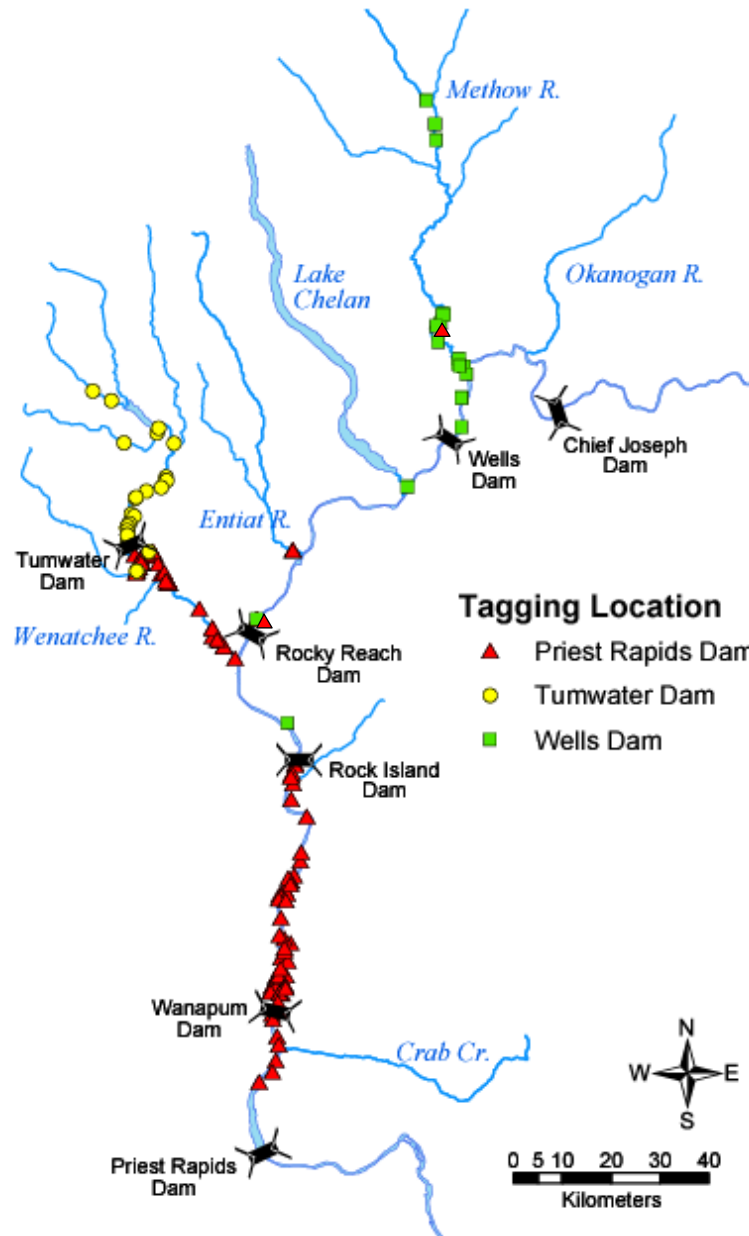 Methow R.
Lake
Chelan
Okanogan R.
Chief Joseph
Dam
Wells
Dam
Entiat R.
Tumwater
Dam
Wenatchee R.
Rocky Reach
Dam
Tagging Location
Priest Rapids Dam
Tumwater Dam
Wells Dam
Rock Island
Dam
Wanapum
Dam
Crab Cr.
N
W E
S
Priest Rapids
Dam
0 5 10 20 30 40
Kilometers